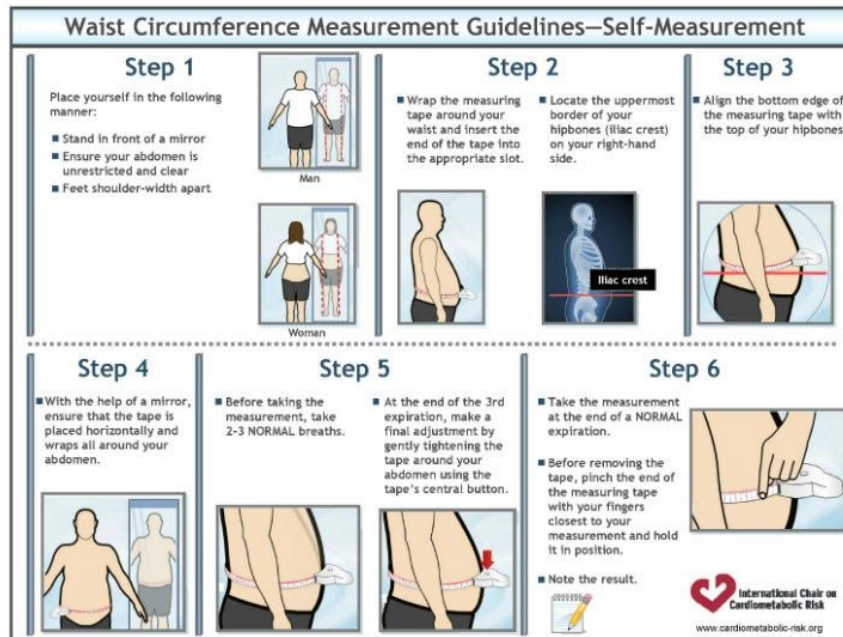 Waist Circumference Measurement Guidelines—Self-Measurement
Step 1
Place yourself in the following
manner:
■ Stand in front of a mirror
■ Ensure your abdomen is
unrestricted and clear
■ Feet shoulder-width apart
Man
Woman
Step 2
■ Wrap the measuring
tape around your
waist and insert the
end of the tape into
the appropriate slot.
■ Locate the uppermost
border of your
hipbones (iliac crest)
on your right-hand
side.
Iliac crest
Step 3
■ Align the bottom edge of
the measuring tape with
the top of your hipbones
Step 4
■ With the help of a mirror,
ensure that the tape is
placed horizontally and
wraps all around your
abdomen.
Step 5
■ Before taking the
measurement, take
2-3 NORMAL breaths.
■ At the end of the 3rd
expiration, make a
final adjustment by
gently tightening the
tape around your
abdomen using the
tape's central button.
Step 6
■ Take the measurement
at the end of a NORMAL
expiration.
■ Before removing the
tape, pinch the end of
the measuring tape
with your fingers
closest to your
measurement and hold
it in position.
■ Note the result.
International Chair on
Cardiometabolic Risk
www.cardiometabolic-risk.org